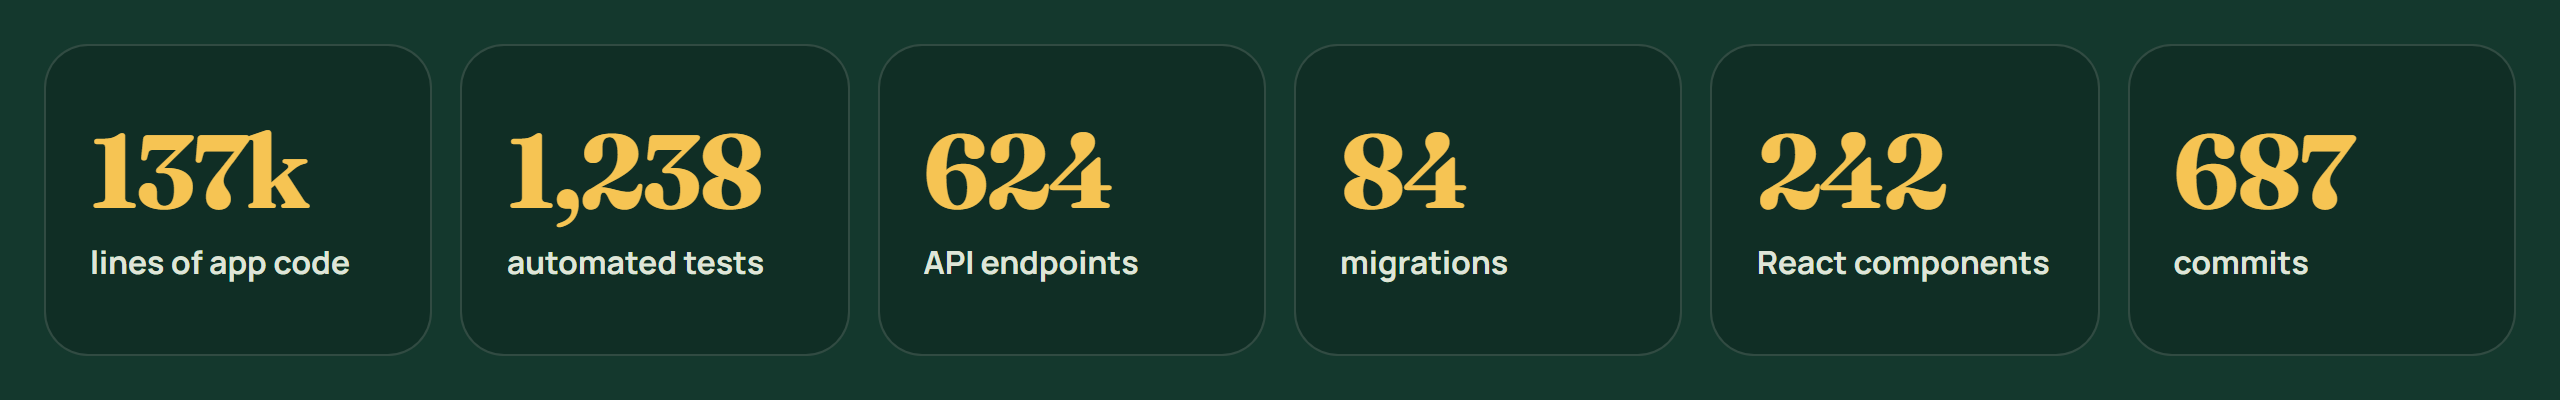 137k
lines of app code
1,238
automated tests
624
API endpoints
84
migrations
242
React components
687
commits